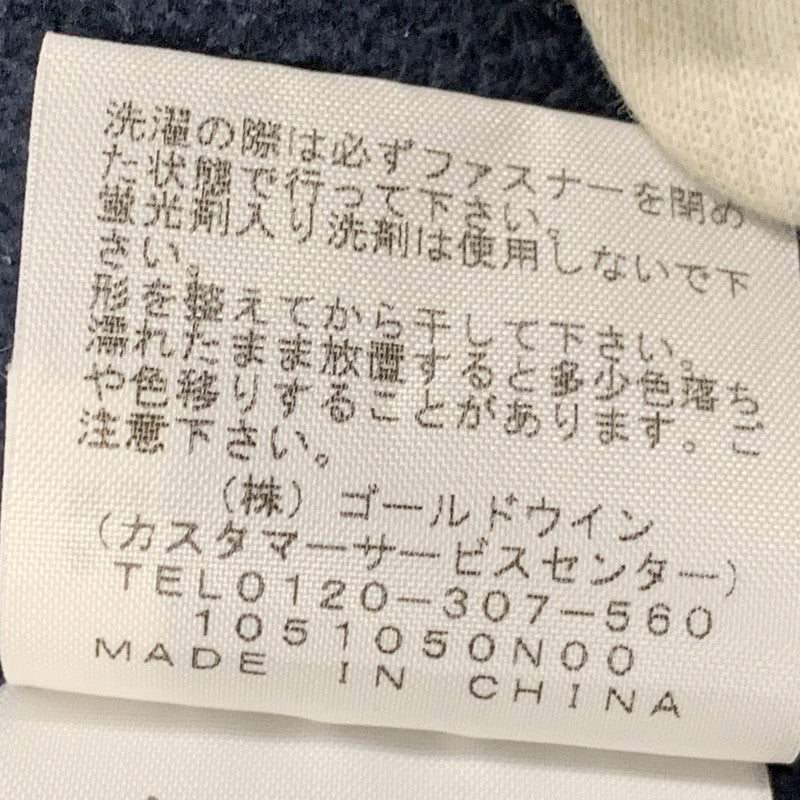 洗濯の際は必ずファスナーを閉め
た状態で行って下さい。
蛍光剤入り洗剤は使用しないで下
さい。
形を整えてから干して下さい。
濡れたまま放置すると多少色落ち
や色移りすることがあります。ご
注意下さい。
(株) ゴールドウイン
(カスタマーサービスセンター)
TEL0120-307-560
1051050N00
MADE IN CHINA